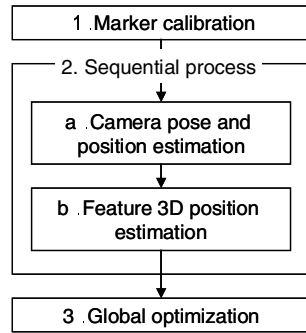 1 .Marker calibration
2. Sequential process
a .Camera pose and
position estimation
b .Feature 3D position
estimation
3 .Global optimization